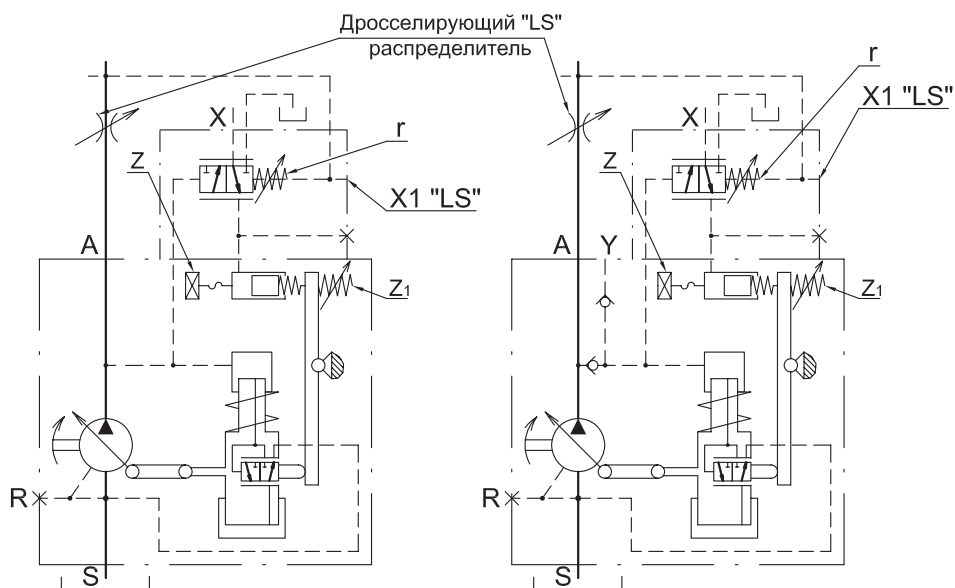 Дросселирующий "LS"
распределитель
X
r
Z
X1 "LS"
A
Z1
R
S
X
r
X1 "LS"
Z
A
Y
Z1
R
S